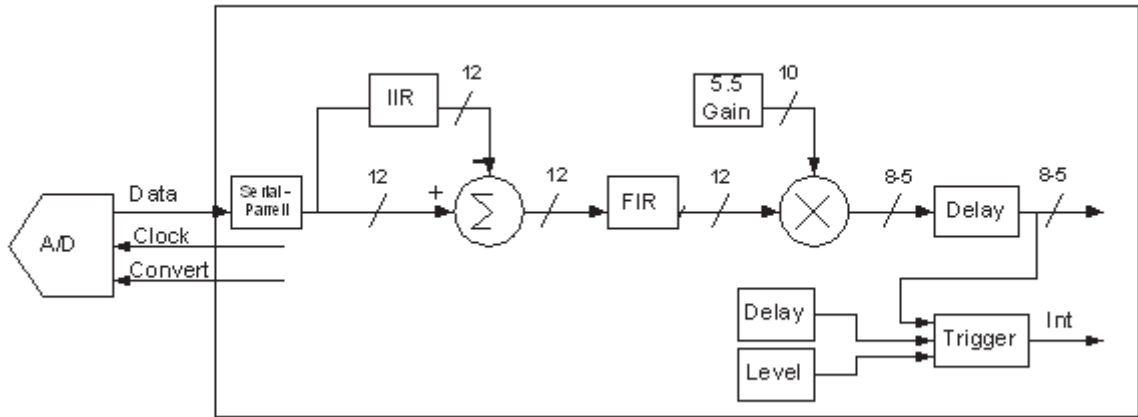 12
IIR
5.5
Gain
10
Data
Serial-
Parrell
12
+
-
Σ
12
FIR
12
8-5
Delay
8-5
A/D
Clock
Convert
Delay
Level
Trigger
Int